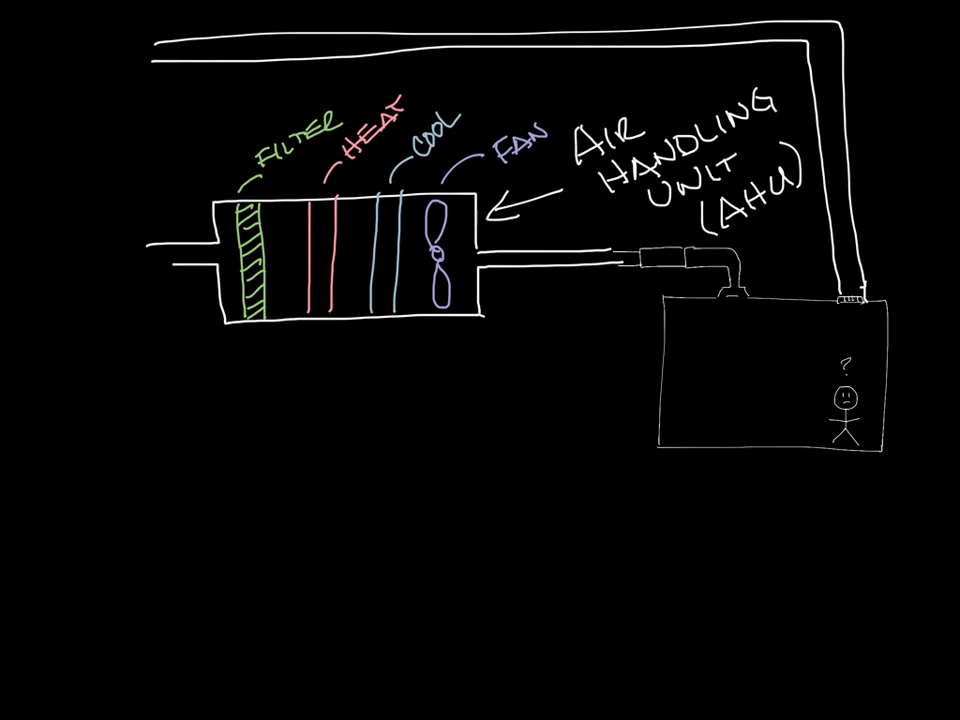 FILTER
HEAT
COOL
FAN
AIR
HANDLING
UNIT
(AHU)
?